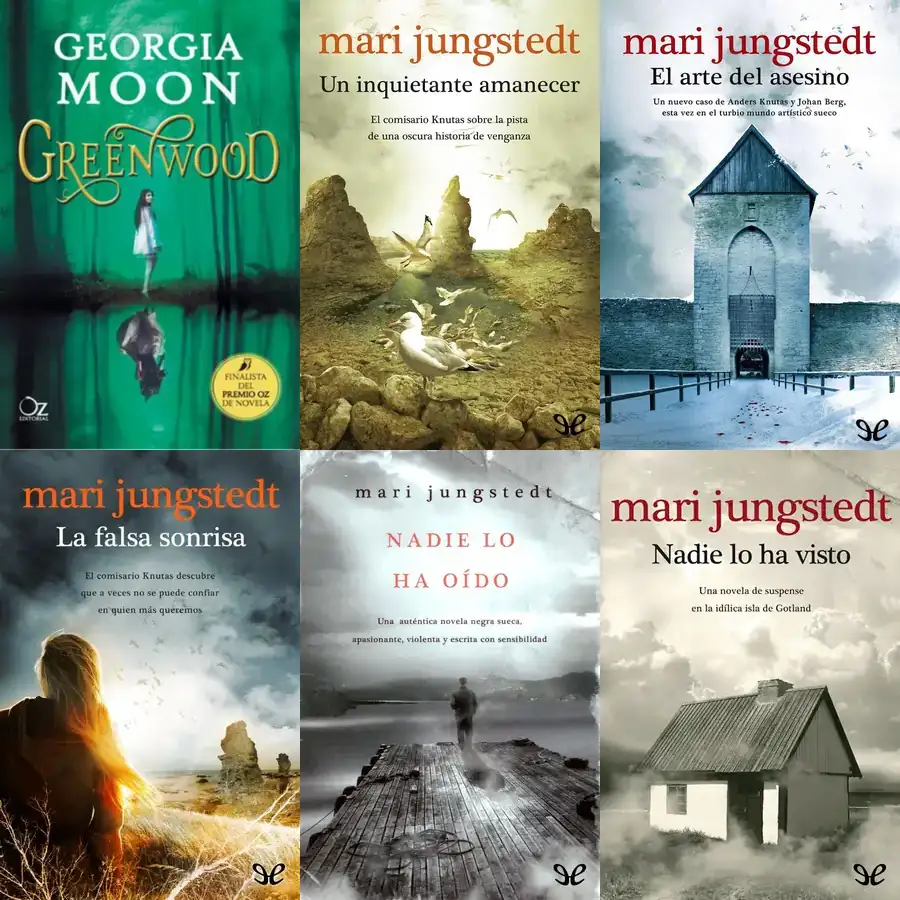 GEORGIA
MOON
GREENWOOD
FINALISTA
DEL
PREMIO OZ
DE NOVELA
OZ
EDITORIAL
mari jungstedt
Un inquietante amanecer
El comisario Knutas sobre la pista
de una oscura historia de venganza
mari jungstedt
El arte del asesino
Un nuevo caso de Anders Knutas y Johan Berg,
esta vez en el turbio mundo artístico sueco
mari jungstedt
La falsa sonrisa
El comisario Knutas descubre
que a veces no se puede confiar
en quien más queremos
mari jungstedt
NADIE LO
HA OÍDO
Una auténtica novela negra sueca,
apasionante, violenta y escrita con sensibilidad
mari jungstedt
Nadie lo ha visto
Una novela de suspense
en la idílica isla de Gotland